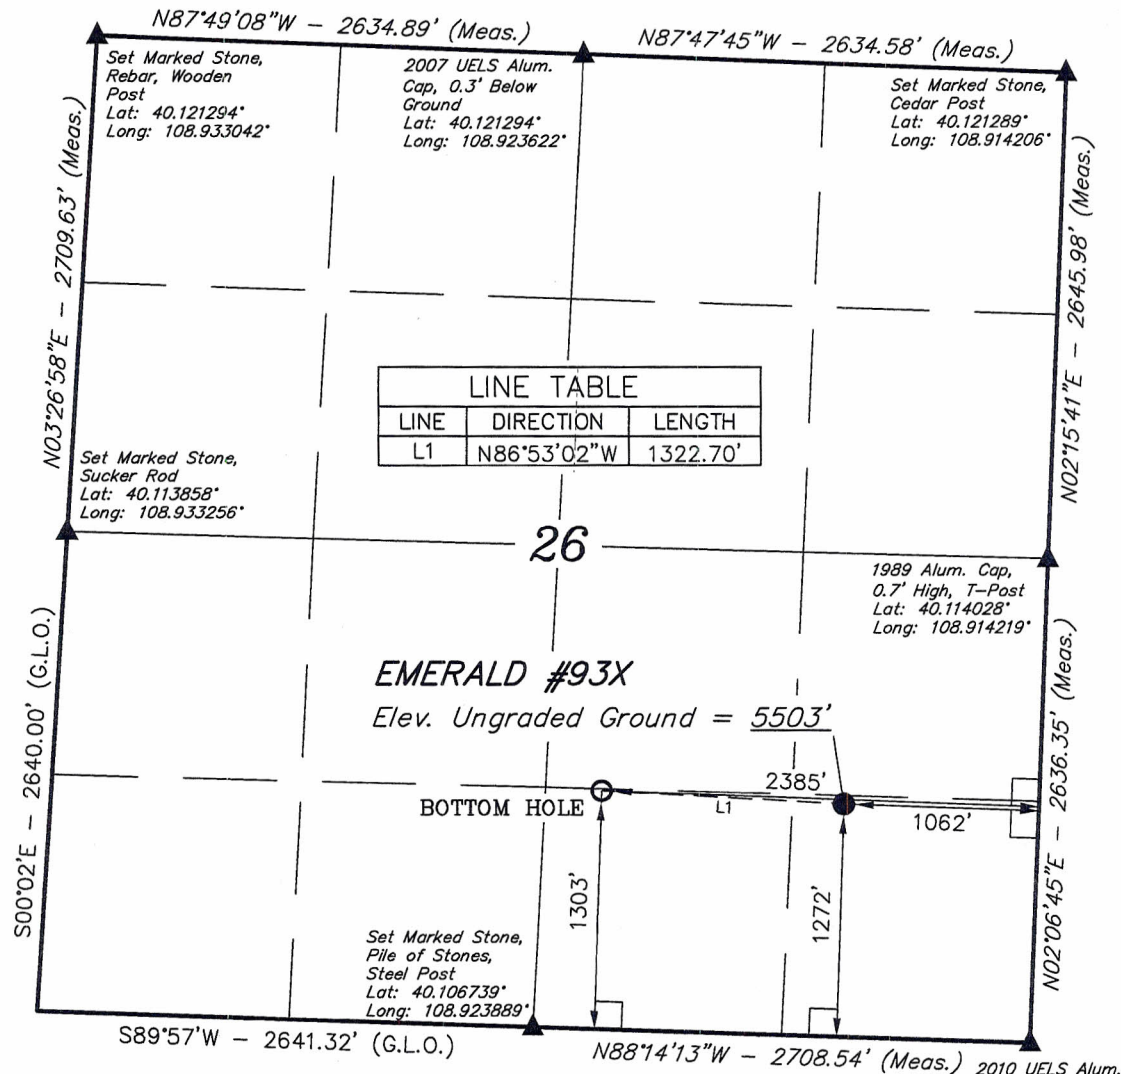 N87°49'08"W - 2634.89' (Meas.)
N87°47'45"W - 2634.58' (Meas.)
Set Marked Stone,
Rebar, Wooden
Post
Lat: 40.121294°
Long: 108.933042°
2007 UELS Alum.
Cap, 0.3' Below
Ground
Lat: 40.121294°
Long: 108.923622°
Set Marked Stone,
Cedar Post
Lat: 40.121289°
Long: 108.914206°
N03°26'58"E - 2709.63' (Meas.)
N02°15'41"E - 2645.98' (Meas.)
LINE TABLE
LINE DIRECTION LENGTH
L1 N86°53'02"W 1322.70'
Set Marked Stone,
Sucker Rod
Lat: 40.113858°
Long: 108.933256°
26
1989 Alum. Cap,
0.7' High, T-Post
Lat: 40.114028°
Long: 108.914219°
EMERALD #93X
Elev. Ungraded Ground = 5503'
S00°02'E - 2640.00' (G.L.O.)
N02°06'45"E - 2636.35' (Meas.)
2385'
BOTTOM HOLE
L1
1062'
1303'
1272'
Set Marked Stone,
Pile of Stones,
Steel Post
Lat: 40.106739°
Long: 108.923889°
S89°57'W - 2641.32' (G.L.O.)
N88°14'13"W - 2708.54' (Meas.)
2010 UELS Alum.